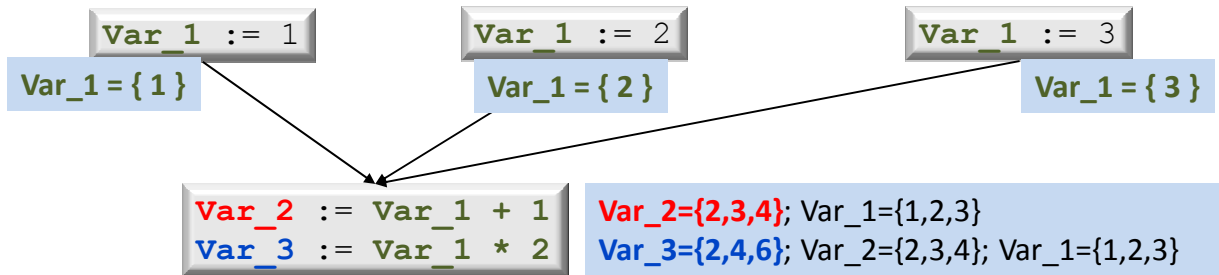 Var_1 := 1
Var_1 := 2
Var_1 := 3
Var_1 = { 1 }
Var_1 = { 2 }
Var_1 = { 3 }
Var_2 := Var_1 + 1
Var_3 := Var_1 * 2
Var_2={2,3,4}; Var_1={1,2,3}
Var_3={2,4,6}; Var_2={2,3,4}; Var_1={1,2,3}